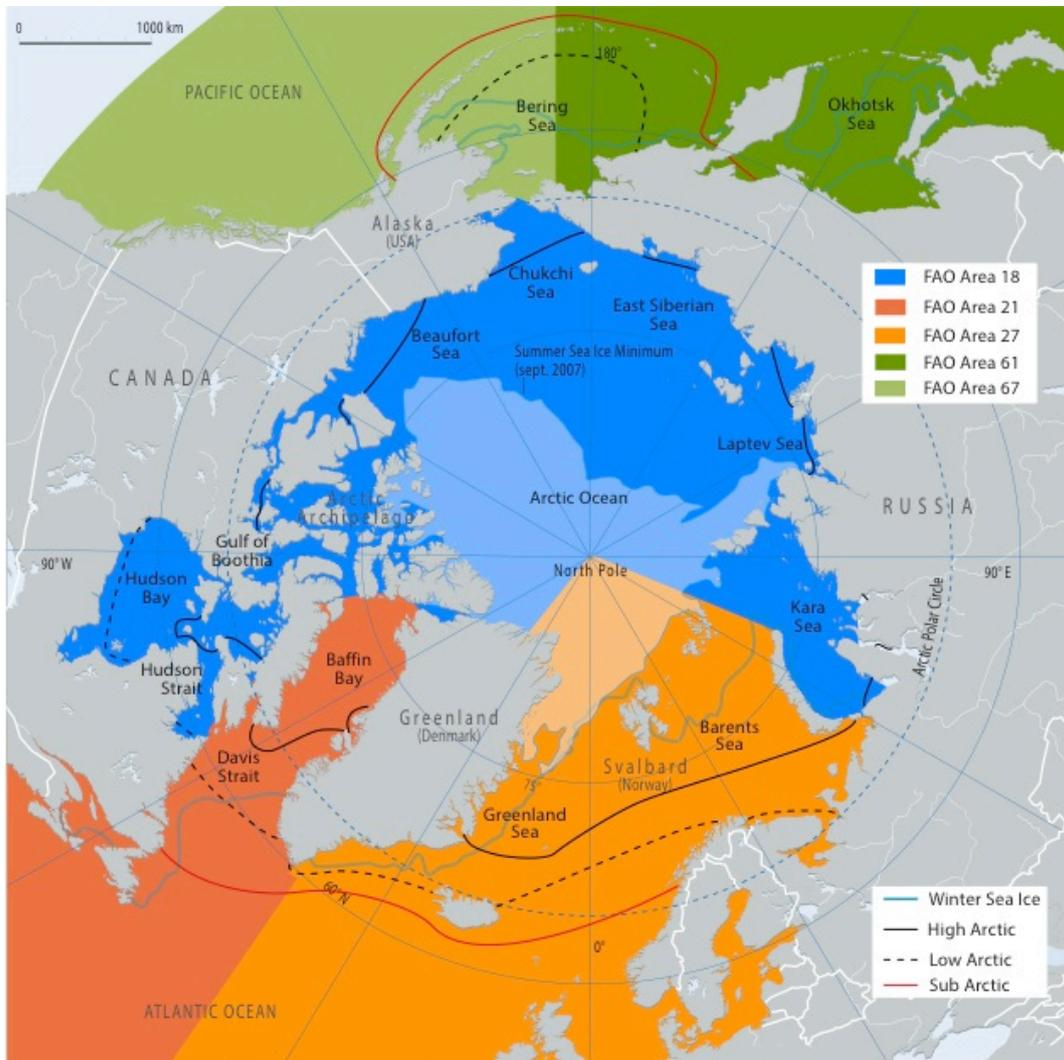 0
1000 km
PACIFIC OCEAN
180°
Bering
Sea
Okhotsk
Sea
Alaska
(USA)
Chukchi
Sea
East Siberian
Sea
Beaufort
Sea
Summer Sea Ice Minimum
(sept. 2007)
CANADA
Laptev Sea
Arctic
Archipelago
Arctic Ocean
RUSSIA
Gulf of
Boothia
90° W
North Pole
90° E
Hudson
Bay
Kara
Sea
Arctic Polar Circle
Hudson
Strait
Baffin
Bay
Greenland
(Denmark)
Barents
Sea
Davis
Strait
Svalbard
(Norway)
75°
Greenland
Sea
60°N
0°
ATLANTIC OCEAN
FAO Area 18
FAO Area 21
FAO Area 27
FAO Area 61
FAO Area 67
Winter Sea Ice
High Arctic
Low Arctic
Sub Arctic